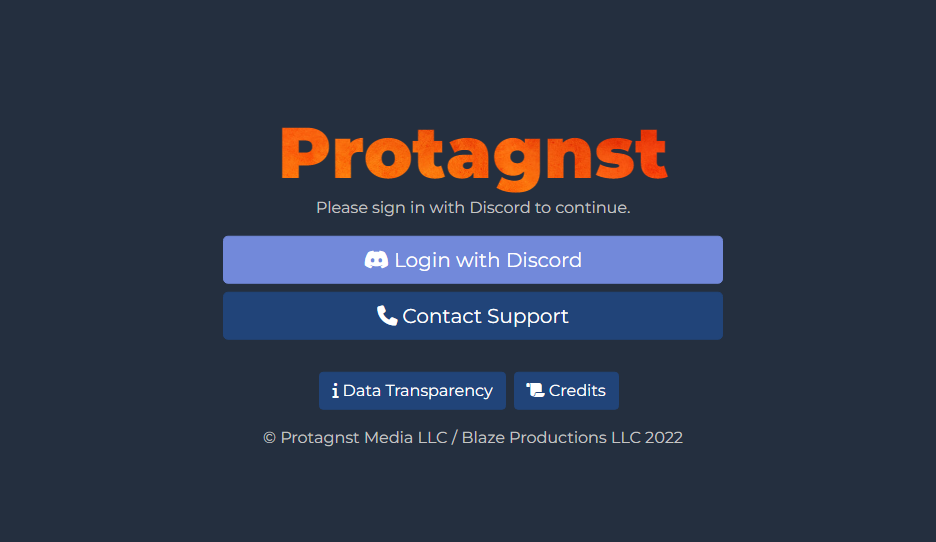 Protagnst
Please sign in with Discord to continue.
Login with Discord
Contact Support
Data Transparency Credits
© Protagnst Media LLC / Blaze Productions LLC 2022